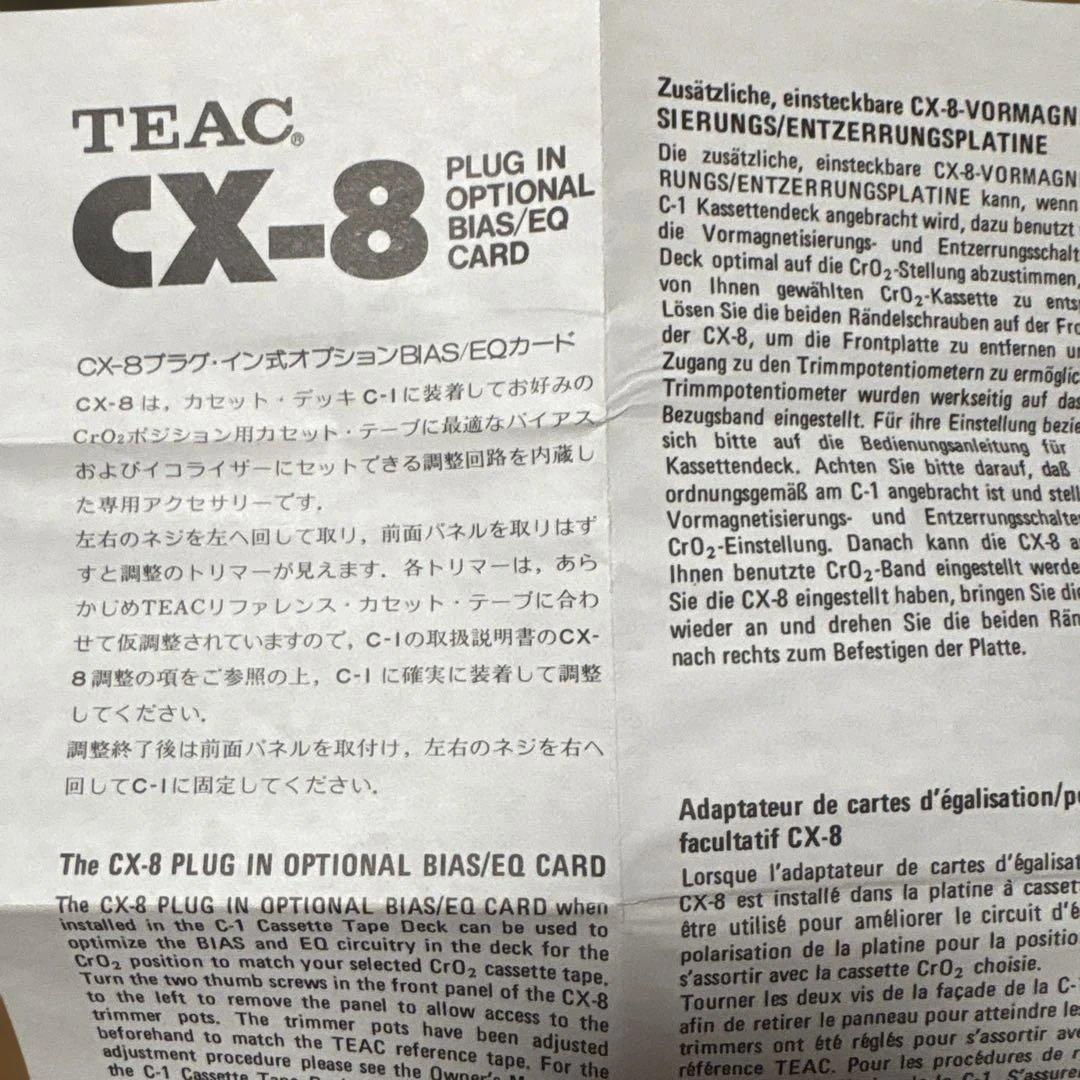 TEAC®
CX-8
PLUG IN
OPTIONAL
BIAS/EQ
CARD
CX-8プラグ・イン式オプションBIAS/EQカード
CX-8は，カセット・デッキC-1に装着してお好みの
CrO₂ポジション用カセット・テープに最適なバイアス
およびイコライザーにセットできる調整回路を内蔵し
た専用アクセサリーです．
左右のネジを左へ回して取り，前面パネルを取りはず
すと調整のトリマーが見えます．各トリマーは，あら
かじめTEACリファレンス・カセット・テープに合わ
せて仮調整されていますので，C-1の取扱説明書のCX-
8調整の項をご参照の上，C-1に確実に装着して調整
してください．
調整終了後は前面パネルを取付け，左右のネジを右へ
回してC-1に固定してください．
The CX-8 PLUG IN OPTIONAL BIAS/EQ CARD
The CX-8 PLUG IN OPTIONAL BIAS/EQ CARD when
installed in the C-1 Cassette Tape Deck can be used to
optimize the BIAS and EQ circuitry in the deck for the
CrO₂ position to match your selected CrO₂ cassette tape.
Turn the two thumb screws in the front panel of the CX-8
to the left to remove the panel to allow access to the
trimmer pots. The trimmer pots have been adjusted
beforehand to match the TEAC reference tape. For the
adjustment procedure please see the Owner's
the C-1 Cassette
Zusätzliche, einsteckbare CX-8-VORMAGN
SIERUNGS/ENTZERRUNGSPLATINE
Die zusätzliche, einsteckbare CX-8-VORMAGN
RUNGS/ENTZERRUNGSPLATINE kann, wenn
C-1 Kassettendeck angebracht wird, dazu benutzt
die Vormagnetisierungs- und Entzerrungsschalt
Deck optimal auf die CrO₂-Stellung abzustimmen,
von Ihnen gewählten CrO₂-Kassette zu ents
Lösen Sie die beiden Rändelschrauben auf der Fro
der CX-8, um die Frontplatte zu entfernen u
Zugang zu den Trimmpotentiometern zu ermöglic
Trimmpotentiometer wurden werkseitig auf das
Bezugsband eingestellt. Für ihre Einstellung bezie
sich bitte auf die Bedienungsanleitung für
Kassettendeck. Achten Sie bitte darauf, daß
ordnungsgemäß am C-1 angebracht ist und stell
Vormagnetisierungs- und Entzerrungsschalte
CrO₂-Einstellung. Danach kann die CX-8 a
Ihnen benutzte CrO₂-Band eingestellt werde
Sie die CX-8 eingestellt haben, bringen Sie die
wieder an und drehen Sie die beiden Rän
nach rechts zum Befestigen der Platte.
Adaptateur de cartes d'égalisation/p
facultatif CX-8
Lorsque l'adaptateur de cartes d'égalisat
CX-8 est installé dans la platine à cassett
être utilisé pour améliorer le circuit d'é
polarisation de la platine pour la positio
s'assortir avec la cassette CrO₂ choisie.
Tourner les deux vis de la façade de la C-
afin de retirer le panneau pour atteindre les
trimmers ont été réglés pour s'assortir ave
référence TEAC. Pour les procédures de r
C-1. S'assurer